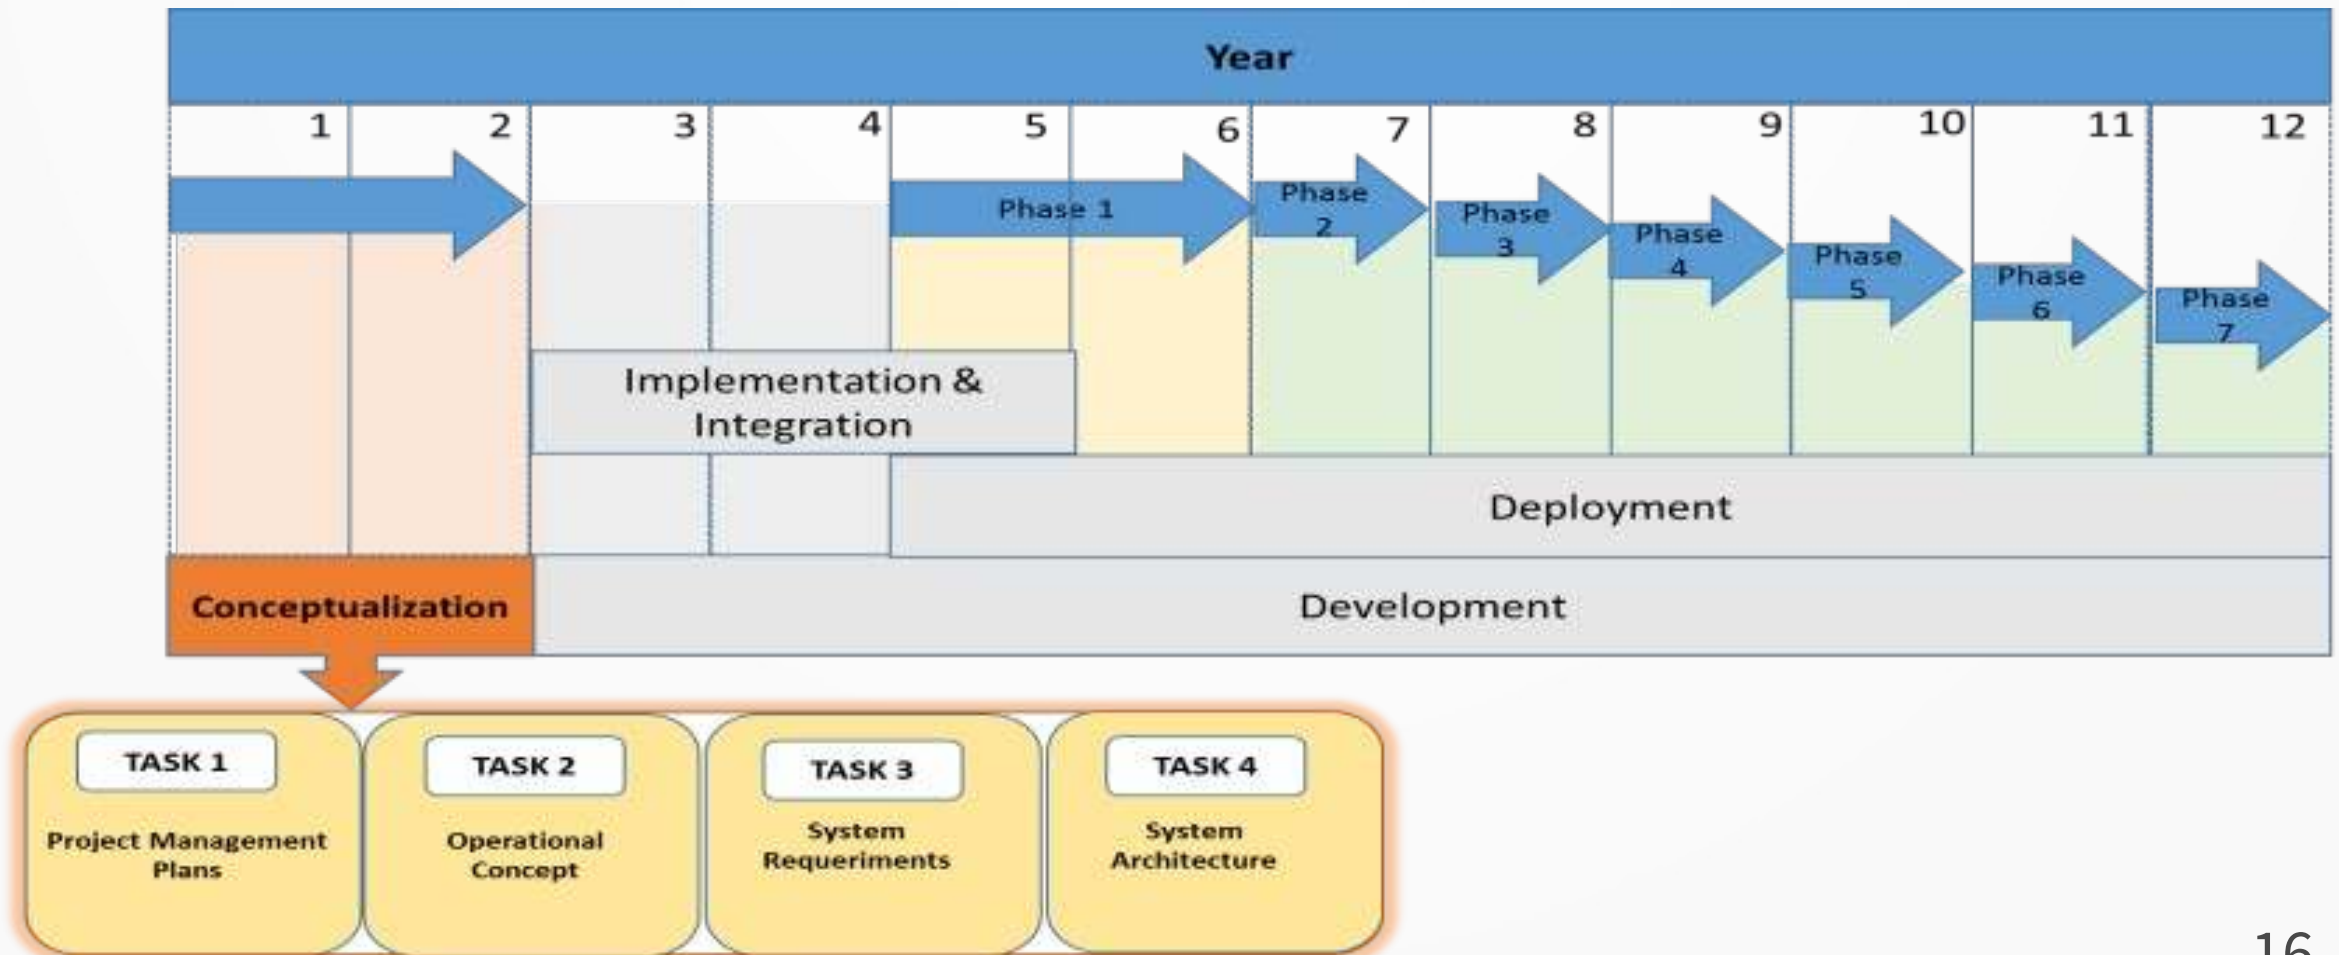 Year
1 2 3 4 5 6 7 8 9 10 11 12
Phase 1
Phase
2
Phase
3
Phase
4
Phase
5
Phase
6
Phase
7
Implementation &
Integration
Deployment
Conceptualization
Development
TASK 1
Project Management
Plans
TASK 2
Operational
Concept
TASK 3
System
Requeriments
TASK 4
System
Architecture
16